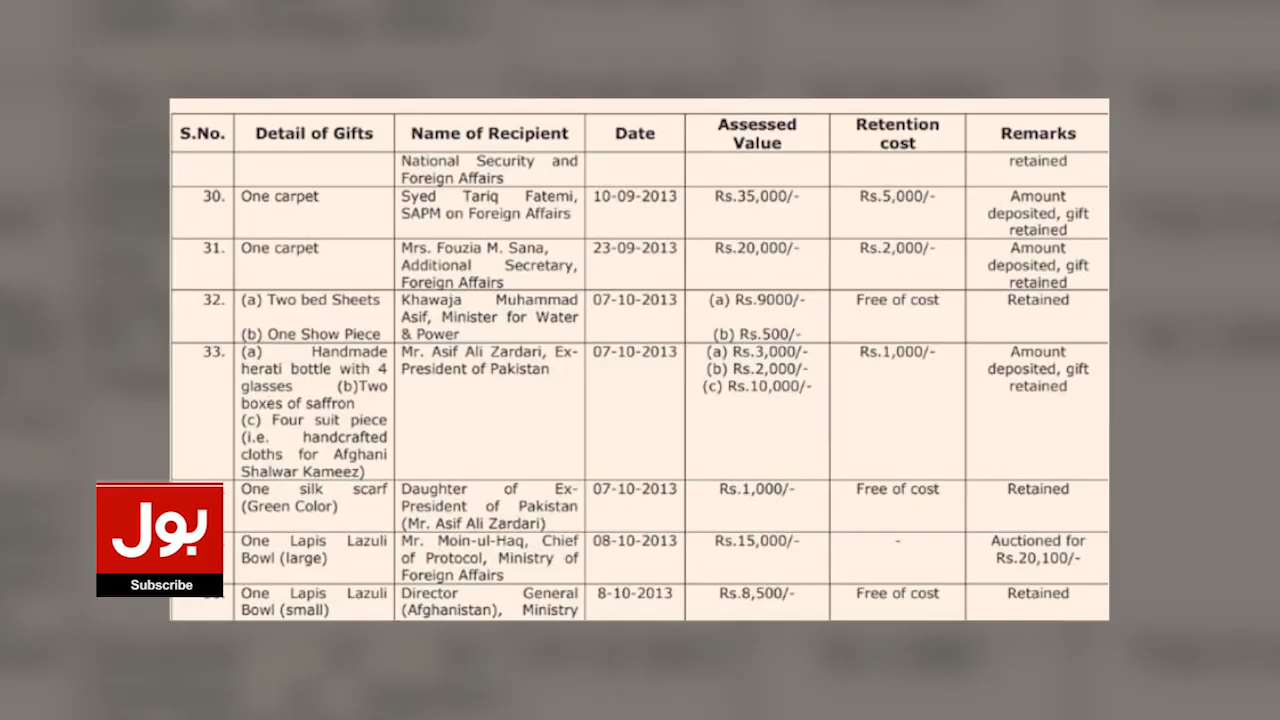 S.No. Detail of Gifts Name of Recipient Date Assessed Value Retention cost Remarks
National Security and Foreign Affairs retained
30. One carpet Syed Tariq Fatemi, SAPM on Foreign Affairs 10-09-2013 Rs.35,000/- Rs.5,000/- Amount deposited, gift retained
31. One carpet Mrs. Fouzia M. Sana, Additional Secretary, Foreign Affairs 23-09-2013 Rs.20,000/- Rs.2,000/- Amount deposited, gift retained
32. (a) Two bed Sheets (b) One Show Piece Khawaja Muhammad Asif, Minister for Water & Power 07-10-2013 (a) Rs.9000/- (b) Rs.500/- Free of cost Retained
33. (a) Handmade herati bottle with 4 glasses (b)Two boxes of saffron (c) Four suit piece (i.e. handcrafted cloths for Afghani Shalwar Kameez) Mr. Asif Ali Zardari, Ex-President of Pakistan 07-10-2013 (a) Rs.3,000/- (b) Rs.2,000/- (c) Rs.10,000/- Rs.1,000/- Amount deposited, gift retained
One silk scarf (Green Color) Daughter of Ex-President of Pakistan (Mr. Asif Ali Zardari) 07-10-2013 Rs.1,000/- Free of cost Retained
One Lapis Lazuli Bowl (large) Mr. Moin-ul-Haq, Chief of Protocol, Ministry of Foreign Affairs 08-10-2013 Rs.15,000/- - Auctioned for Rs.20,100/-
One Lapis Lazuli Bowl (small) Director General (Afghanistan), Ministry 8-10-2013 Rs.8,500/- Free of cost Retained
بول
Subscribe